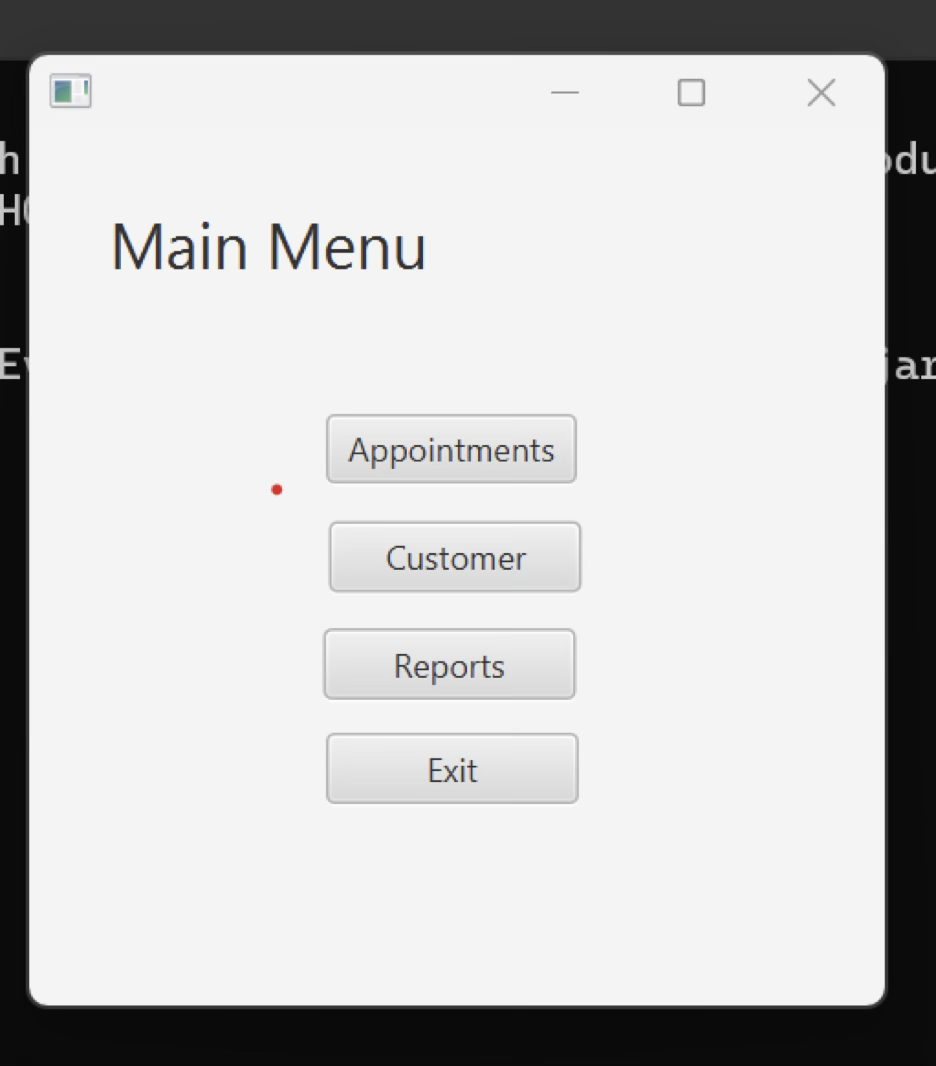 Main Menu
Appointments
Customer
Reports
Exit